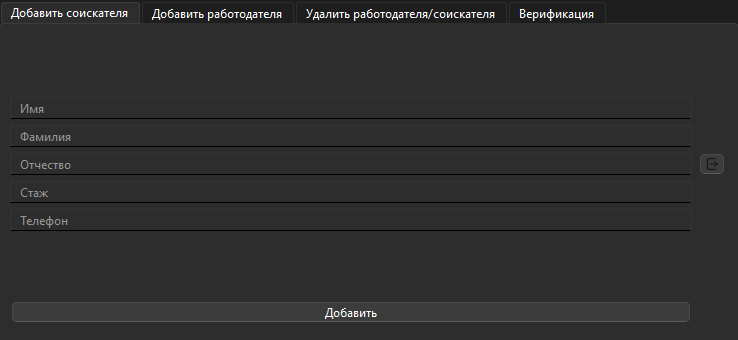 Добавить соискателя Добавить работодателя Удалить работодателя/соискателя Верификация
Имя
Фамилия
Отчество
Стаж
Телефон
Добавить